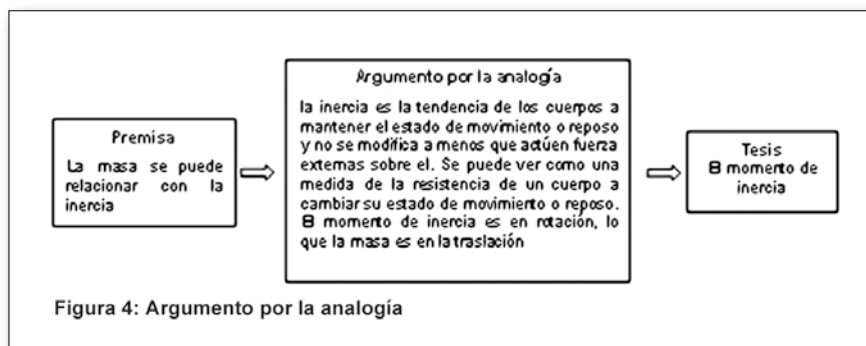 Premisa
La masa se puede
relacionar con la
inercia
Argumento por la analogía
la inercia es la tendencia de los cuerpos a
mantener el estado de movimiento o reposo
y no se modifica a menos que actúen fuerza
externas sobre el. Se puede ver como una
medida de la resistencia de un cuerpo a
cambiar su estado de movimiento o reposo.
El momento de inercia es en rotación, lo
que la masa es en la traslación
Tesis
El momento de
inercia
Figura 4: Argumento por la analogía